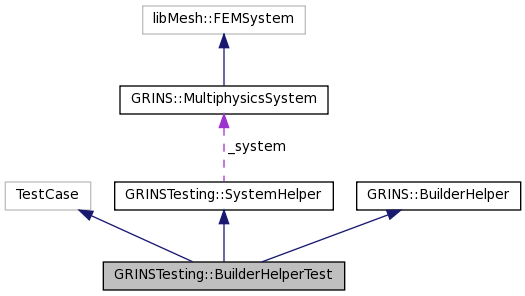 libMesh::FEMSystem
GRINS::MultiphysicsSystem
_system
TestCase
GRINSTesting::SystemHelper
GRINS::BuilderHelper
GRINSTesting::BuilderHelperTest